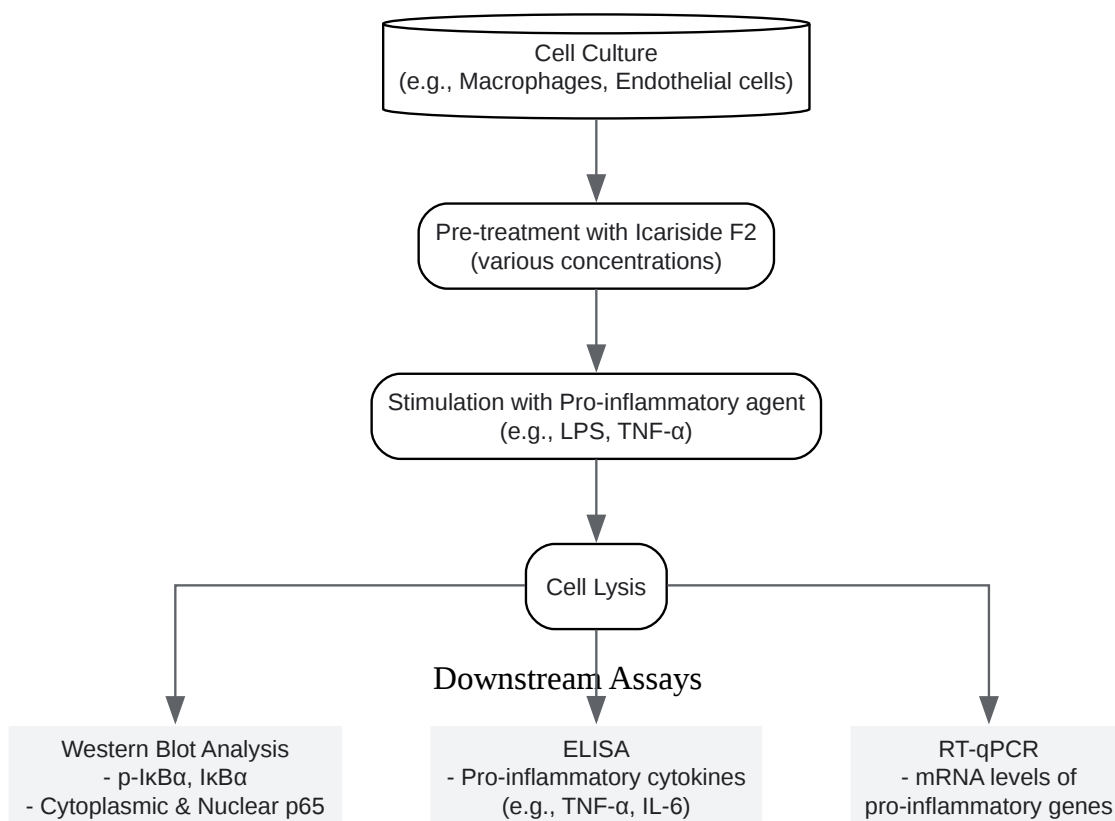 Cell Culture
(e.g., Macrophages, Endothelial cells)
Pre-treatment with Icariside F2
(various concentrations)
Stimulation with Pro-inflammatory agent
(e.g., LPS, TNF-α)
Cell Lysis
Downstream Assays
Western Blot Analysis
- p-IκBα, IκBα
- Cytoplasmic & Nuclear p65
ELISA
- Pro-inflammatory cytokines
(e.g., TNF-α, IL-6)
RT-qPCR
- mRNA levels of
pro-inflammatory genes